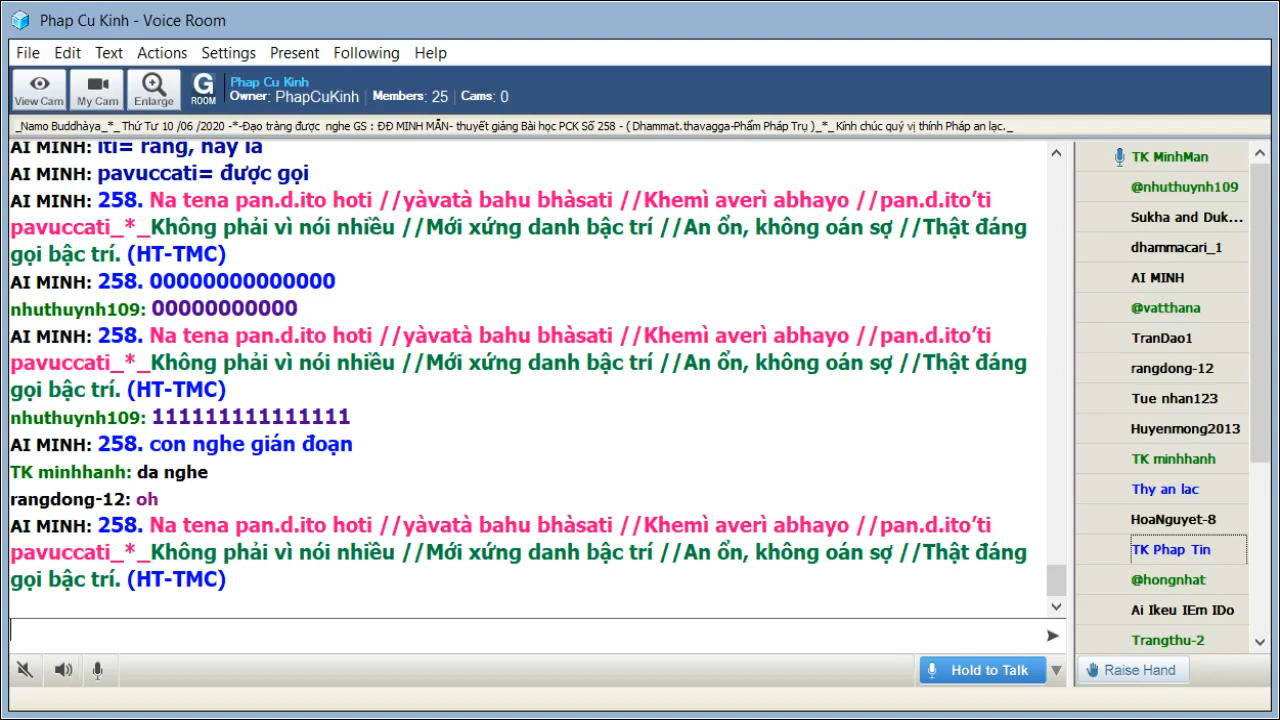 Phap Cu Kinh - Voice Room
File Edit Text Actions Settings Present Following Help
View Cam My Cam Enlarge G ROOM
Phap Cu Kinh
Owner: PhapCuKinh | Members: 25 | Cams: 0
_Namo Buddhàya_*_ Thứ Tư 10 /06 /2020 -*-Đạo tràng được nghe GS : ĐĐ MINH MẪN- thuyết giảng Bài học PCK Số 258 - ( Dhammat.thavagga-Phẩm Pháp Trụ )_*_ Kính chúc quý vị thính Pháp an lạc._
AI MINH: iti= rằng, này là
AI MINH: pavuccati= được gọi
AI MINH: 258. Na tena pan.d.ito hoti //yàvatà bahu bhàsati //Khemì averì abhayo //pan.d.ito’ti
pavuccati_*_Không phải vì nói nhiều //Mới xứng danh bậc trí //An ổn, không oán sợ //Thật đáng
gọi bậc trí. (HT-TMC)
AI MINH: 258. 00000000000000
nhuthuynh109: 00000000000
AI MINH: 258. Na tena pan.d.ito hoti //yàvatà bahu bhàsati //Khemì averì abhayo //pan.d.ito’ti
pavuccati_*_Không phải vì nói nhiều //Mới xứng danh bậc trí //An ổn, không oán sợ //Thật đáng
gọi bậc trí. (HT-TMC)
nhuthuynh109: 111111111111111
AI MINH: 258. con nghe gián đoạn
TK minhhanh: da nghe
rangdong-12: oh
AI MINH: 258. Na tena pan.d.ito hoti //yàvatà bahu bhàsati //Khemì averì abhayo //pan.d.ito’ti
pavuccati_*_Không phải vì nói nhiều //Mới xứng danh bậc trí //An ổn, không oán sợ //Thật đáng
gọi bậc trí. (HT-TMC)
TK MinhMan
@nhuthuynh109
Sukha and Duk...
dhammacari_1
AI MINH
@vatthana
TranDao1
rangdong-12
Tue nhan123
Huyenmong2013
TK minhhanh
Thy an lac
HoaNguyet-8
TK Phap Tin
@hongnhat
Ai Ikeu IEm IDo
Trangthu-2
Hold to Talk
Raise Hand